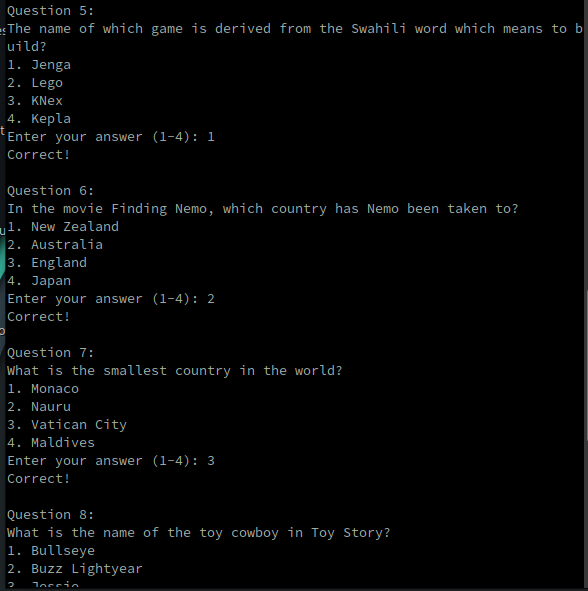 Question 5:
The name of which game is derived from the Swahili word which means to b
uild?
1. Jenga
2. Lego
3. KNex
4. Kepla
Enter your answer (1-4): 1
Correct!
Question 6:
In the movie Finding Nemo, which country has Nemo been taken to?
1. New Zealand
2. Australia
3. England
4. Japan
Enter your answer (1-4): 2
Correct!
Question 7:
What is the smallest country in the world?
1. Monaco
2. Nauru
3. Vatican City
4. Maldives
Enter your answer (1-4): 3
Correct!
Question 8:
What is the name of the toy cowboy in Toy Story?
1. Bullseye
2. Buzz Lightyear
3. Jessie